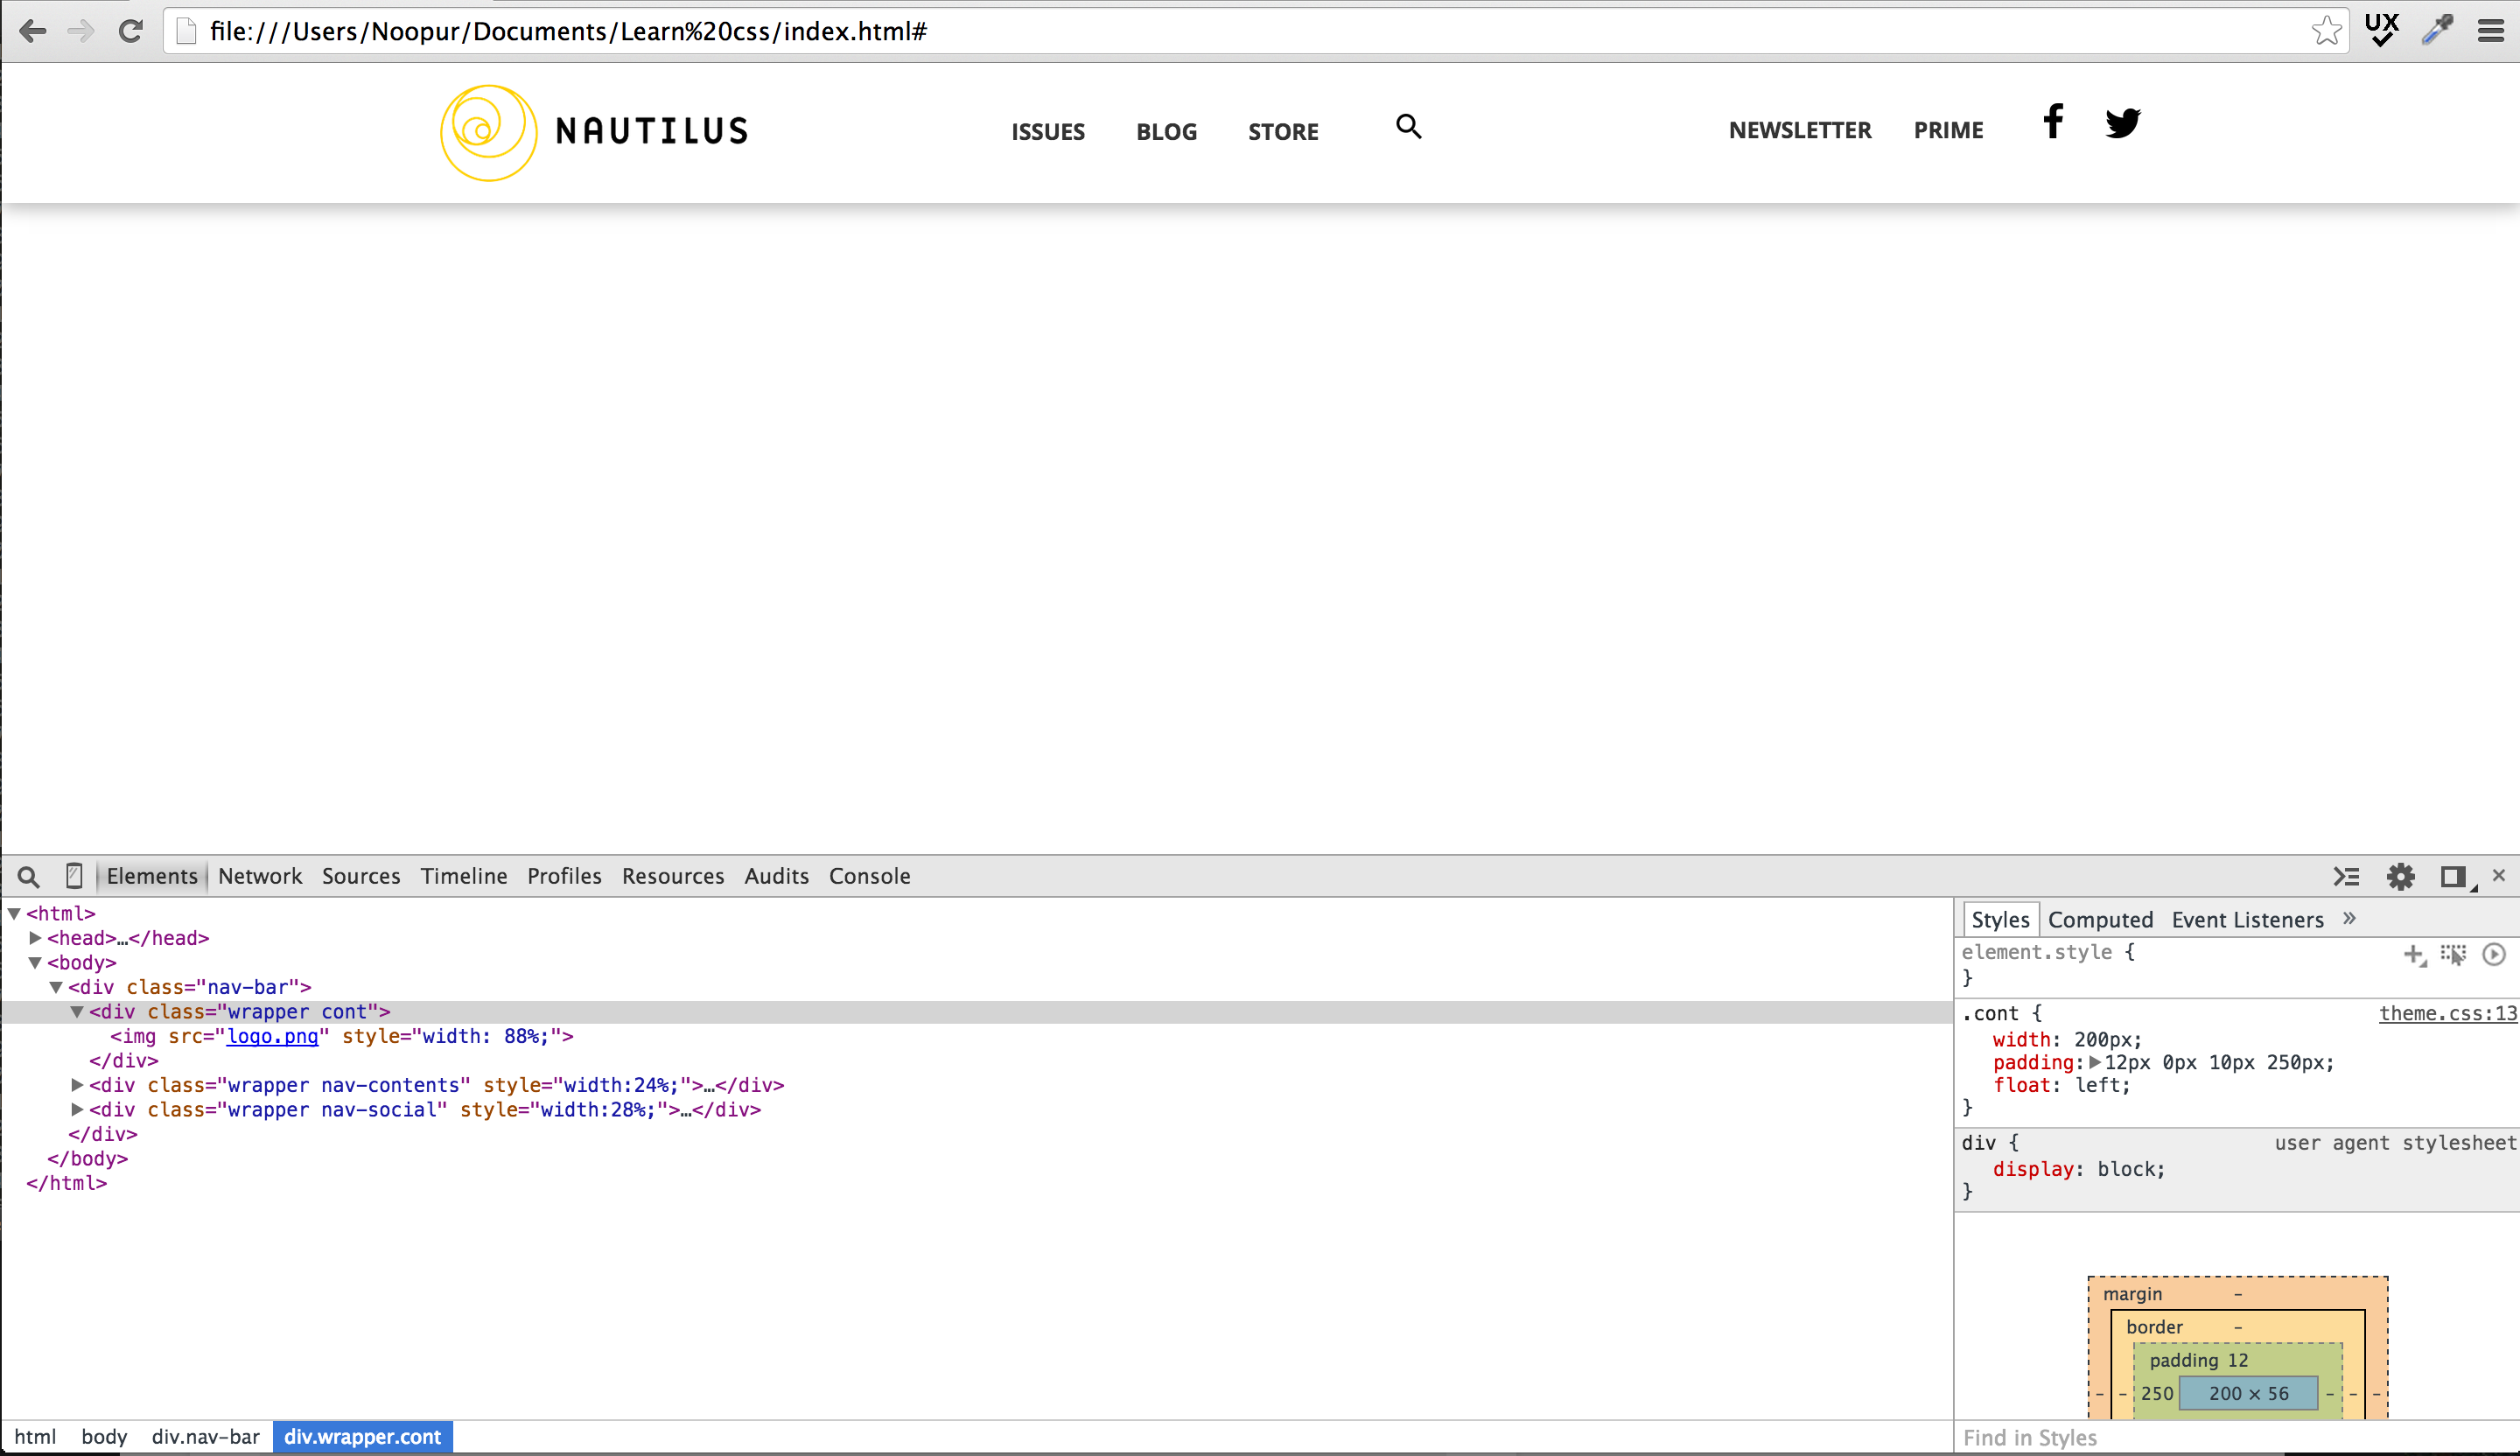 file:///Users/Noopur/Documents/Learn%20css/index.html#
UX
NAUTILUS
ISSUES BLOG STORE
NEWSLETTER PRIME
Elements Network Sources Timeline Profiles Resources Audits Console
<html>
<head>…</head>
<body>
<div class="nav-bar">
<div class="wrapper cont">
<img src="logo.png" style="width: 88%;">
</div>
<div class="wrapper nav-contents" style="width:24%;">…</div>
<div class="wrapper nav-social" style="width:28%;">…</div>
</div>
</body>
</html>
html body div.nav-bar div.wrapper.cont
Styles Computed Event Listeners »
element.style {
}
.cont { theme.css:13
width: 200px;
padding: 12px 0px 10px 250px;
float: left;
}
div { user agent stylesheet
display: block;
}
margin –
border –
padding 12
– – 250 200 × 56 – – –
Find in Styles